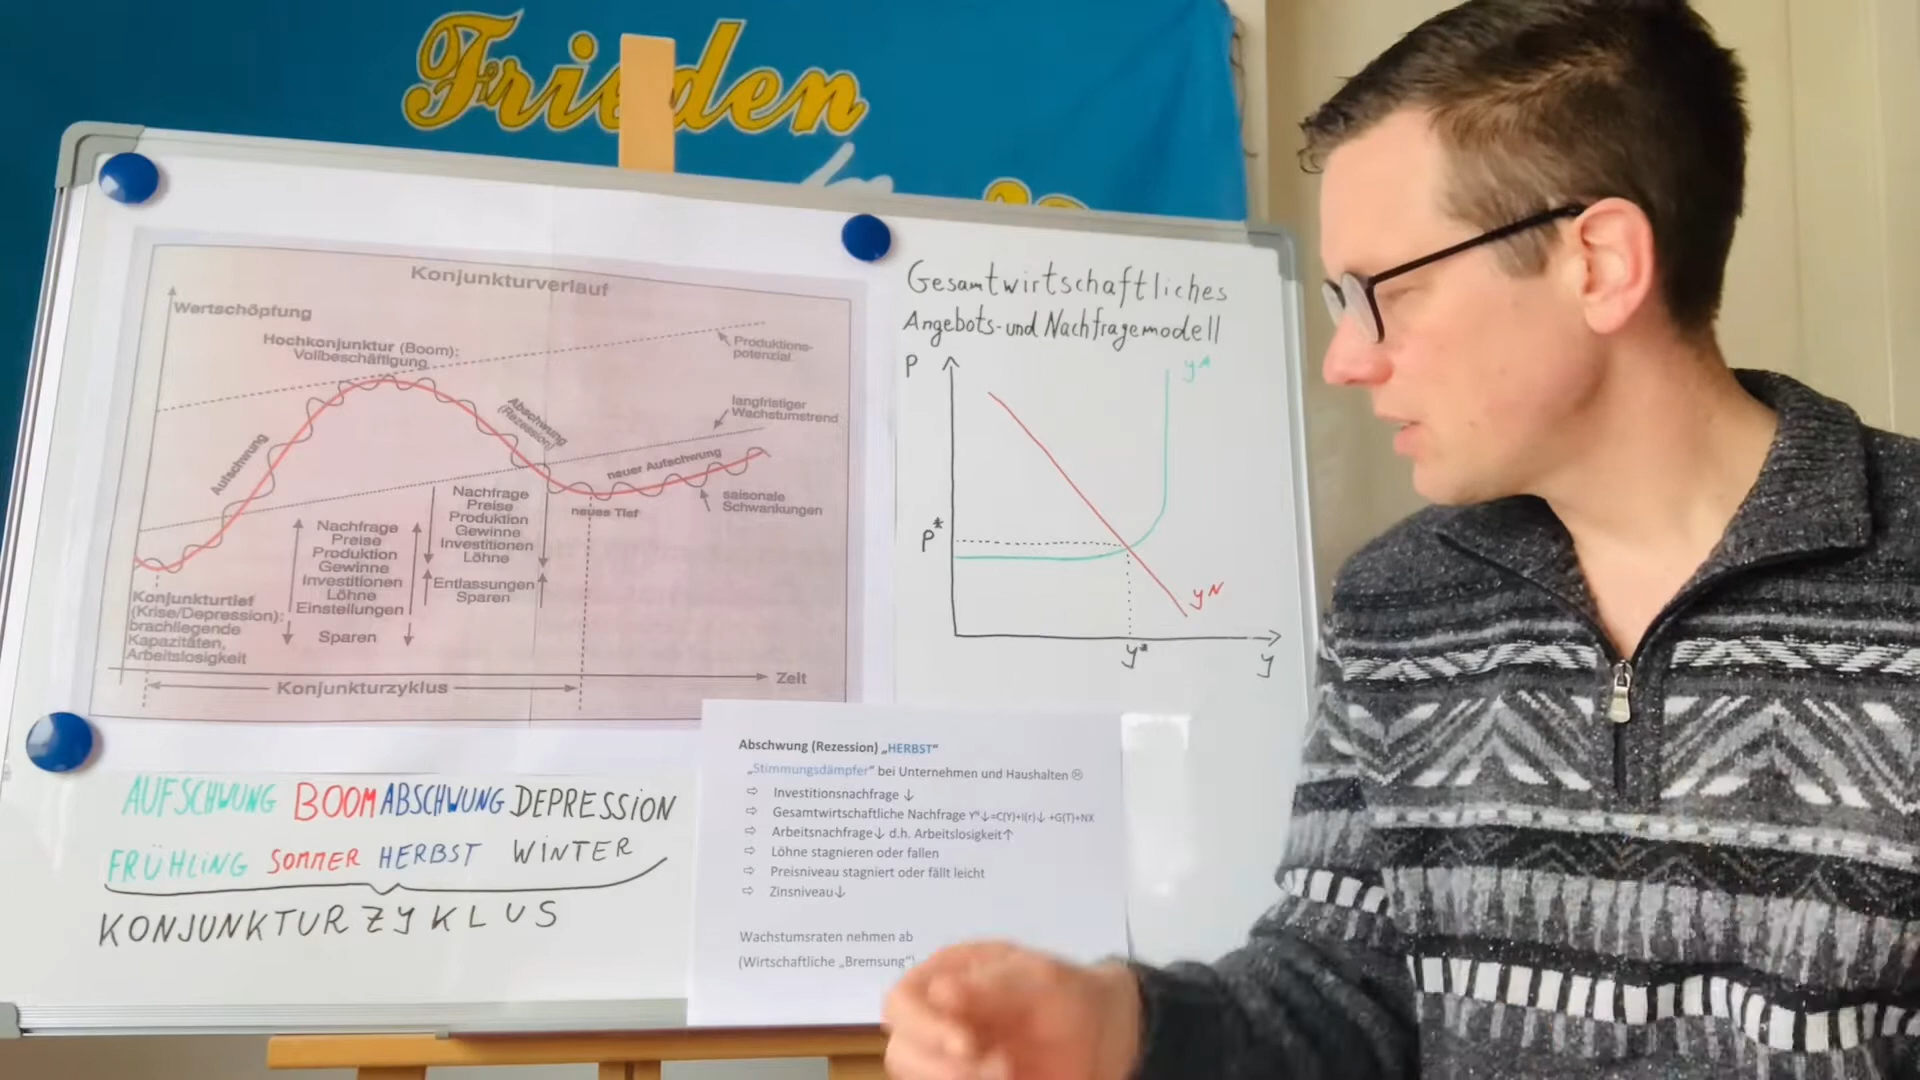 Frieden
Konjunkturverlauf
Wertschöpfung
Hochkonjunktur (Boom):
Vollbeschäftigung
Produktions-
potenzial
Aufschwung
Abschwung
(Rezession)
langfristiger
Wachstumstrend
neuer Aufschwung
neues Tief
saisonale
Schwankungen
Nachfrage
Preise
Produktion
Gewinne
Investitionen
Löhne
Einstellungen
Sparen
Nachfrage
Preise
Produktion
Gewinne
Investitionen
Löhne
Entlassungen
Sparen
Konjunkturtief
(Krise/Depression):
brachliegende
Kapazitäten,
Arbeitslosigkeit
Zeit
Konjunkturzyklus
Gesamtwirtschaftliches
Angebots- und Nachfragemodell
P
y^A
P*
y^N
y*
y
AUFSCHWUNG BOOM ABSCHWUNG DEPRESSION
FRÜHLING SOMMER HERBST WINTER
KONJUNKTURZYKLUS
Abschwung (Rezession) „HERBST“
„Stimmungsdämpfer“ bei Unternehmen und Haushalten ☹
⇨ Investitionsnachfrage ↓
⇨ Gesamtwirtschaftliche Nachfrage Y^N↓=C(Y)+I(r)↓ +G(T)+NX
⇨ Arbeitsnachfrage↓ d.h. Arbeitslosigkeit↑
⇨ Löhne stagnieren oder fallen
⇨ Preisniveau stagniert oder fällt leicht
⇨ Zinsniveau↓
Wachstumsraten nehmen ab
(Wirtschaftliche „Bremsung“)